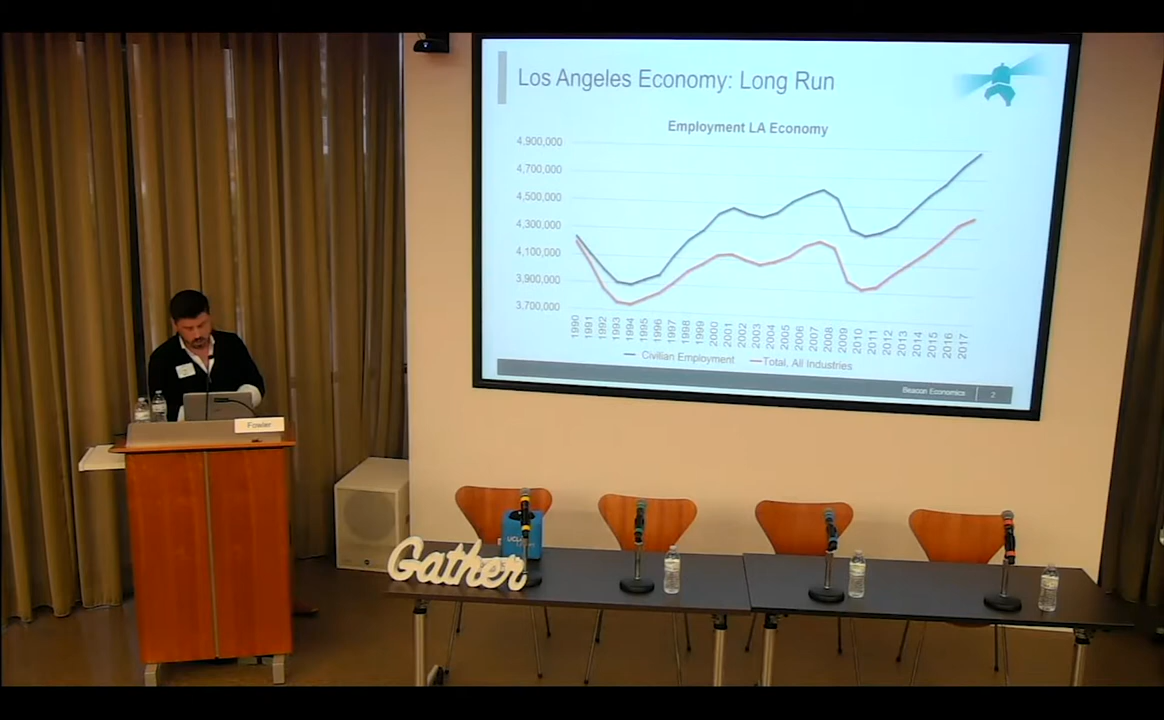 Los Angeles Economy: Long Run
Employment LA Economy
4,900,000
4,700,000
4,500,000
4,300,000
4,100,000
3,900,000
3,700,000
1990 1991 1992 1993 1994 1995 1996 1997 1998 1999 2000 2001 2002 2003 2004 2005 2006 2007 2008 2009 2010 2011 2012 2013 2014 2015 2016 2017
Civilian Employment Total, All Industries
Beacon Economics 2
Fowler
Gather